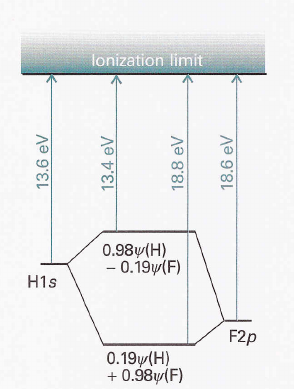 Ionization limit
13.6 eV
13.4 eV
18.8 eV
18.6 eV
0.98ψ(H)
− 0.19ψ(F)
H1s
F2p
0.19ψ(H)
+ 0.98ψ(F)